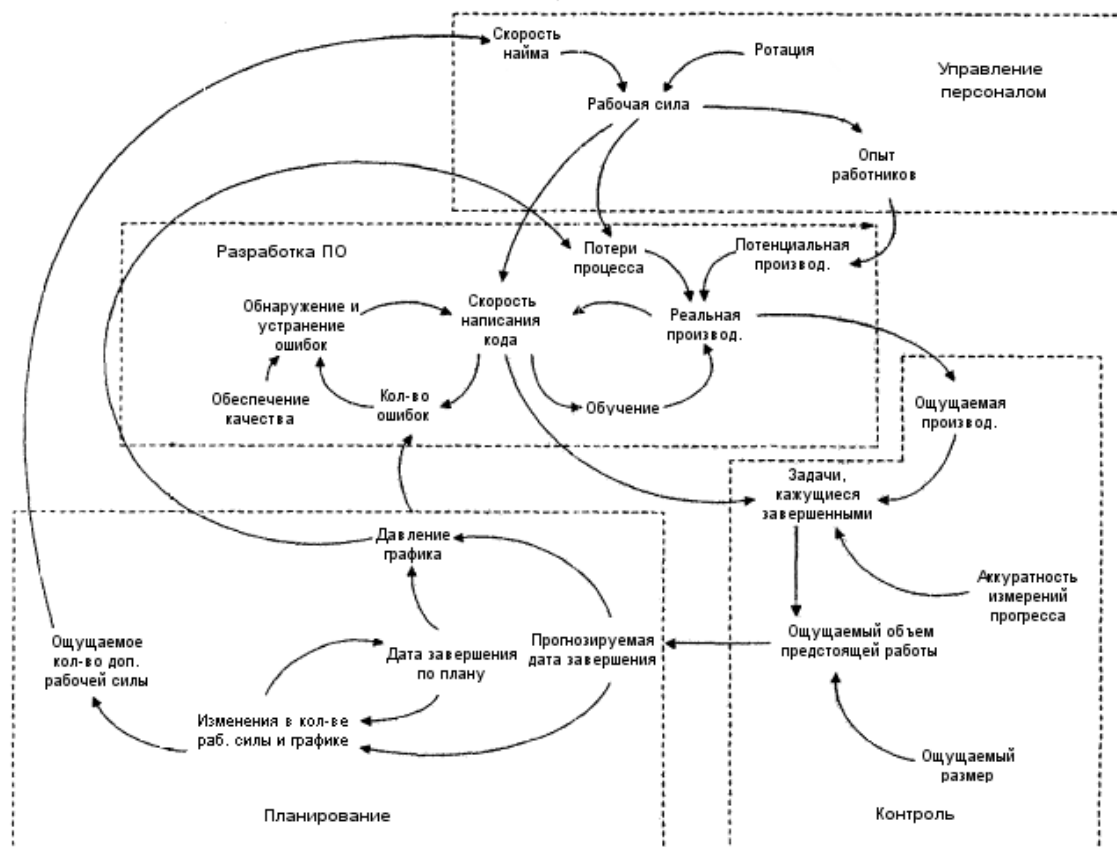 Скорость
найма
Ротация
Управление
персоналом
Рабочая сила
Опыт
работников
Разработка ПО
Потери
процесса
Потенциальная
производ.
Обнаружение и
устранение
ошибок
Скорость
написания
кода
Реальная
производ.
Обеспечение
качества
Кол-во
ошибок
Обучение
Ощущаемая
производ.
Задачи,
кажущиеся
завершенными
Давление
графика
Аккуратность
измерений
прогресса
Ощущаемое
кол-во доп.
рабочей силы
Дата завершения
по плану
Прогнозируемая
дата завершения
Ощущаемый объем
предстоящей работы
Изменения в кол-ве
раб. силы и графике
Ощущаемый
размер
Планирование
Контроль